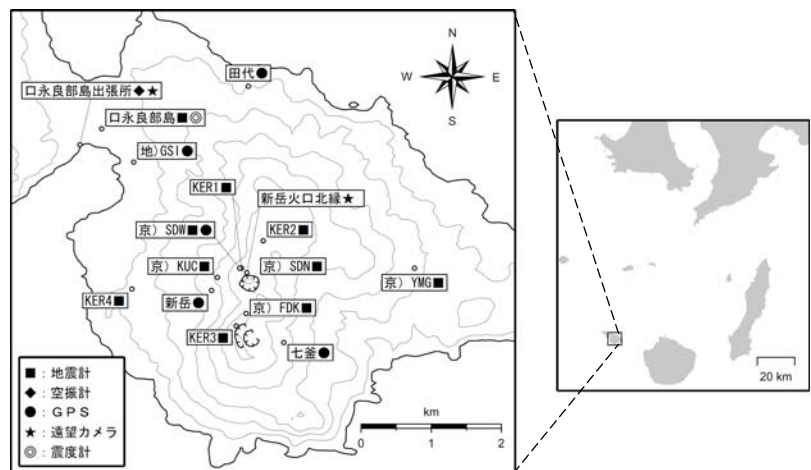 N
W E
S
田代●
口永良部島出張所◆★
口永良部島■◎
地)GSI●
KER1■
新岳火口北縁★
京)SDW■●
KER2■
京)KUC■
京)SDN■
京)YMG■
KER4■
新岳●
京)FDK■
KER3■
七釜●
■:地震計
◆:空振計
●:GPS
★:遠望カメラ
◎:震度計
km
0 1 2
20 km